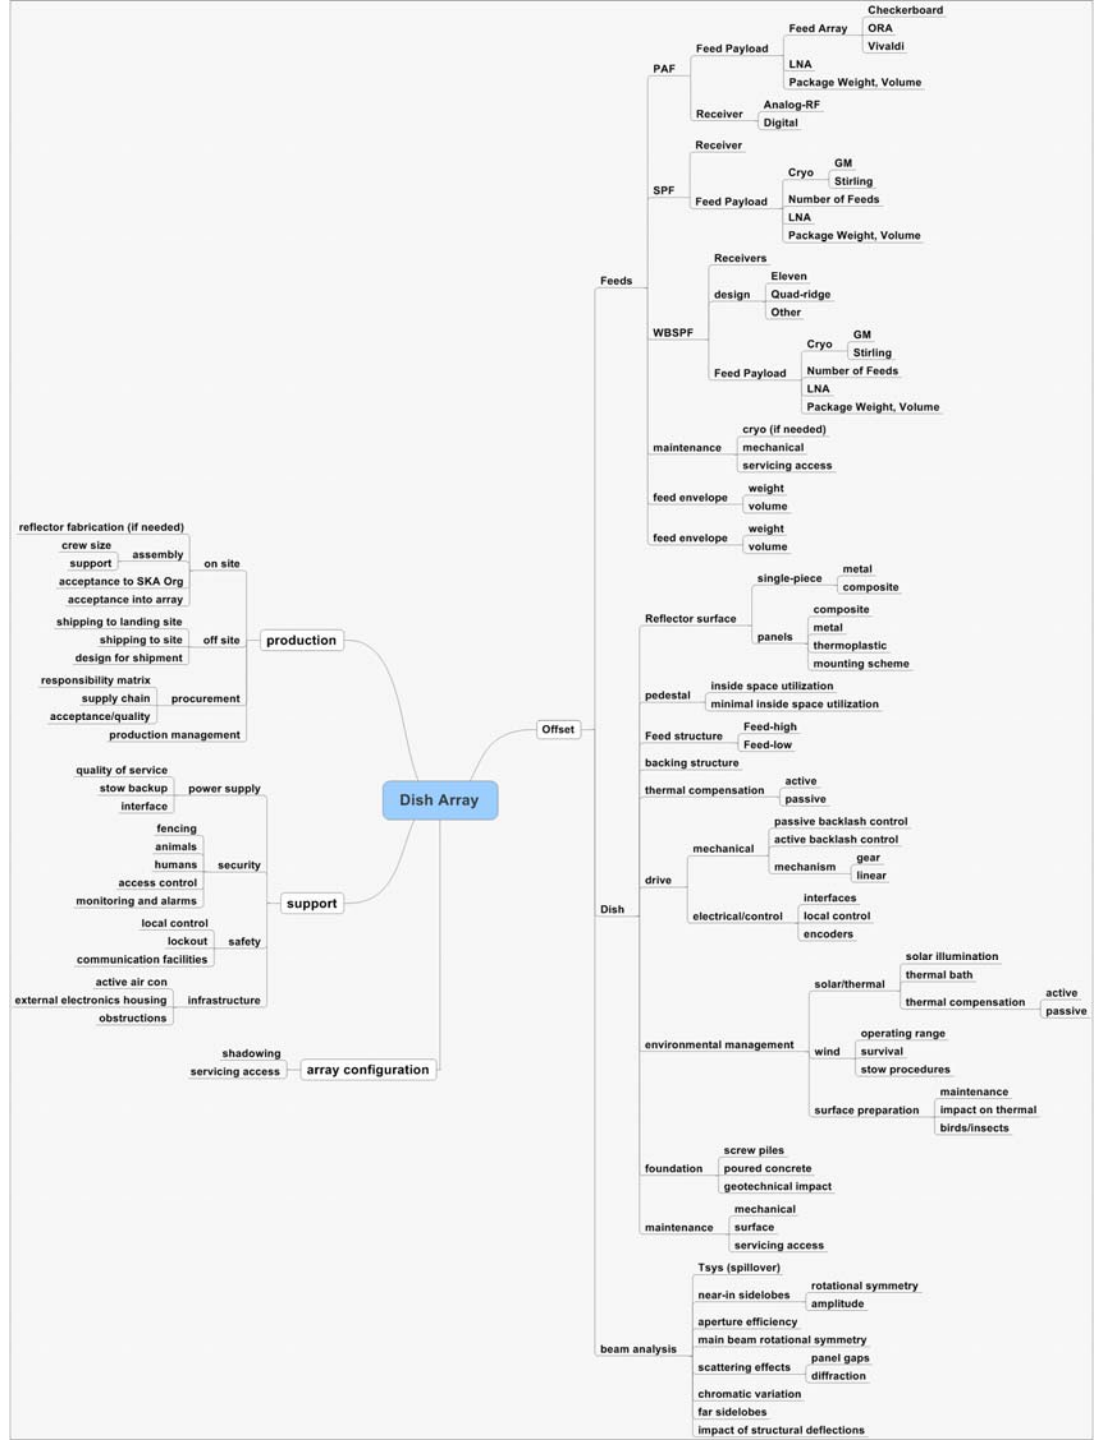 Dish Array
Offset
Feeds
PAF
Feed Payload
Feed Array
Checkerboard
ORA
Vivaldi
LNA
Package Weight, Volume
Receiver
Analog-RF
Digital
SPF
Receiver
Feed Payload
Cryo
GM
Stirling
Number of Feeds
LNA
Package Weight, Volume
WBSPF
Receivers
design
Eleven
Quad-ridge
Other
Feed Payload
Cryo
GM
Stirling
Number of Feeds
LNA
Package Weight, Volume
maintenance
cryo (if needed)
mechanical
servicing access
feed envelope
weight
volume
feed envelope
weight
volume
Dish
Reflector surface
single-piece
metal
composite
panels
composite
metal
thermoplastic
mounting scheme
pedestal
inside space utilization
minimal inside space utilization
Feed structure
Feed-high
Feed-low
backing structure
thermal compensation
active
passive
drive
mechanical
passive backlash control
active backlash control
mechanism
gear
linear
electrical/control
interfaces
local control
encoders
environmental management
solar/thermal
solar illumination
thermal bath
thermal compensation
active
passive
wind
operating range
survival
stow procedures
surface preparation
maintenance
impact on thermal
birds/insects
foundation
screw piles
poured concrete
geotechnical impact
maintenance
mechanical
surface
servicing access
beam analysis
Tsys (spillover)
near-in sidelobes
rotational symmetry
amplitude
aperture efficiency
main beam rotational symmetry
scattering effects
panel gaps
diffraction
chromatic variation
far sidelobes
impact of structural deflections
production
on site
reflector fabrication (if needed)
assembly
crew size
support
acceptance to SKA Org
acceptance into array
off site
shipping to landing site
shipping to site
design for shipment
procurement
responsibility matrix
supply chain
acceptance/quality
production management
support
power supply
quality of service
stow backup
interface
security
fencing
animals
humans
access control
monitoring and alarms
safety
local control
lockout
communication facilities
infrastructure
active air con
external electronics housing
obstructions
array configuration
shadowing
servicing access